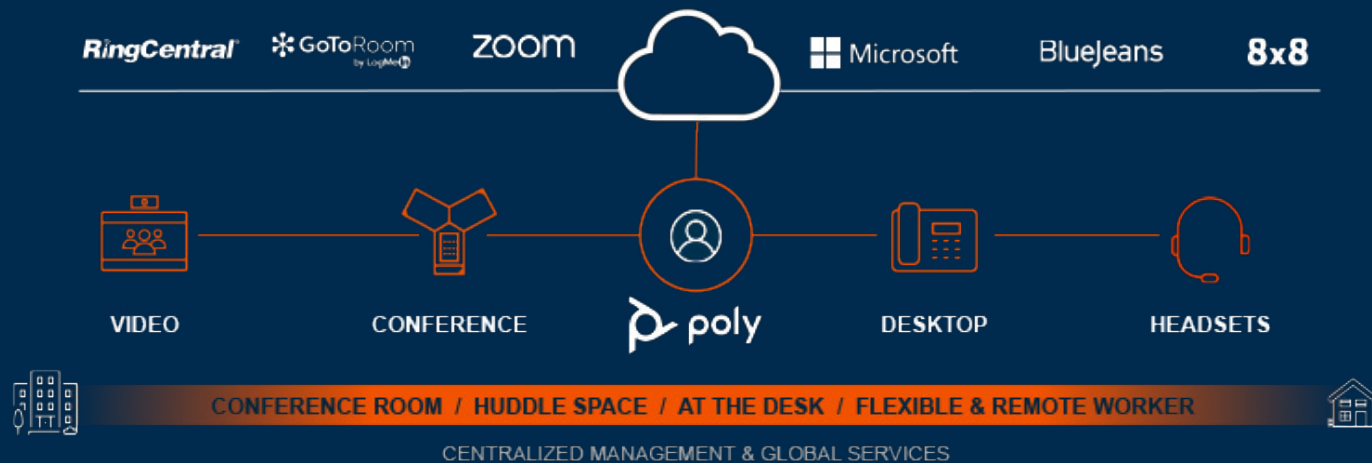 RingCentral
GoToRoom
by LogMeIn
zoom
Microsoft
BlueJeans
8x8
VIDEO
CONFERENCE
poly
DESKTOP
HEADSETS
CONFERENCE ROOM / HUDDLE SPACE / AT THE DESK / FLEXIBLE & REMOTE WORKER
CENTRALIZED MANAGEMENT & GLOBAL SERVICES